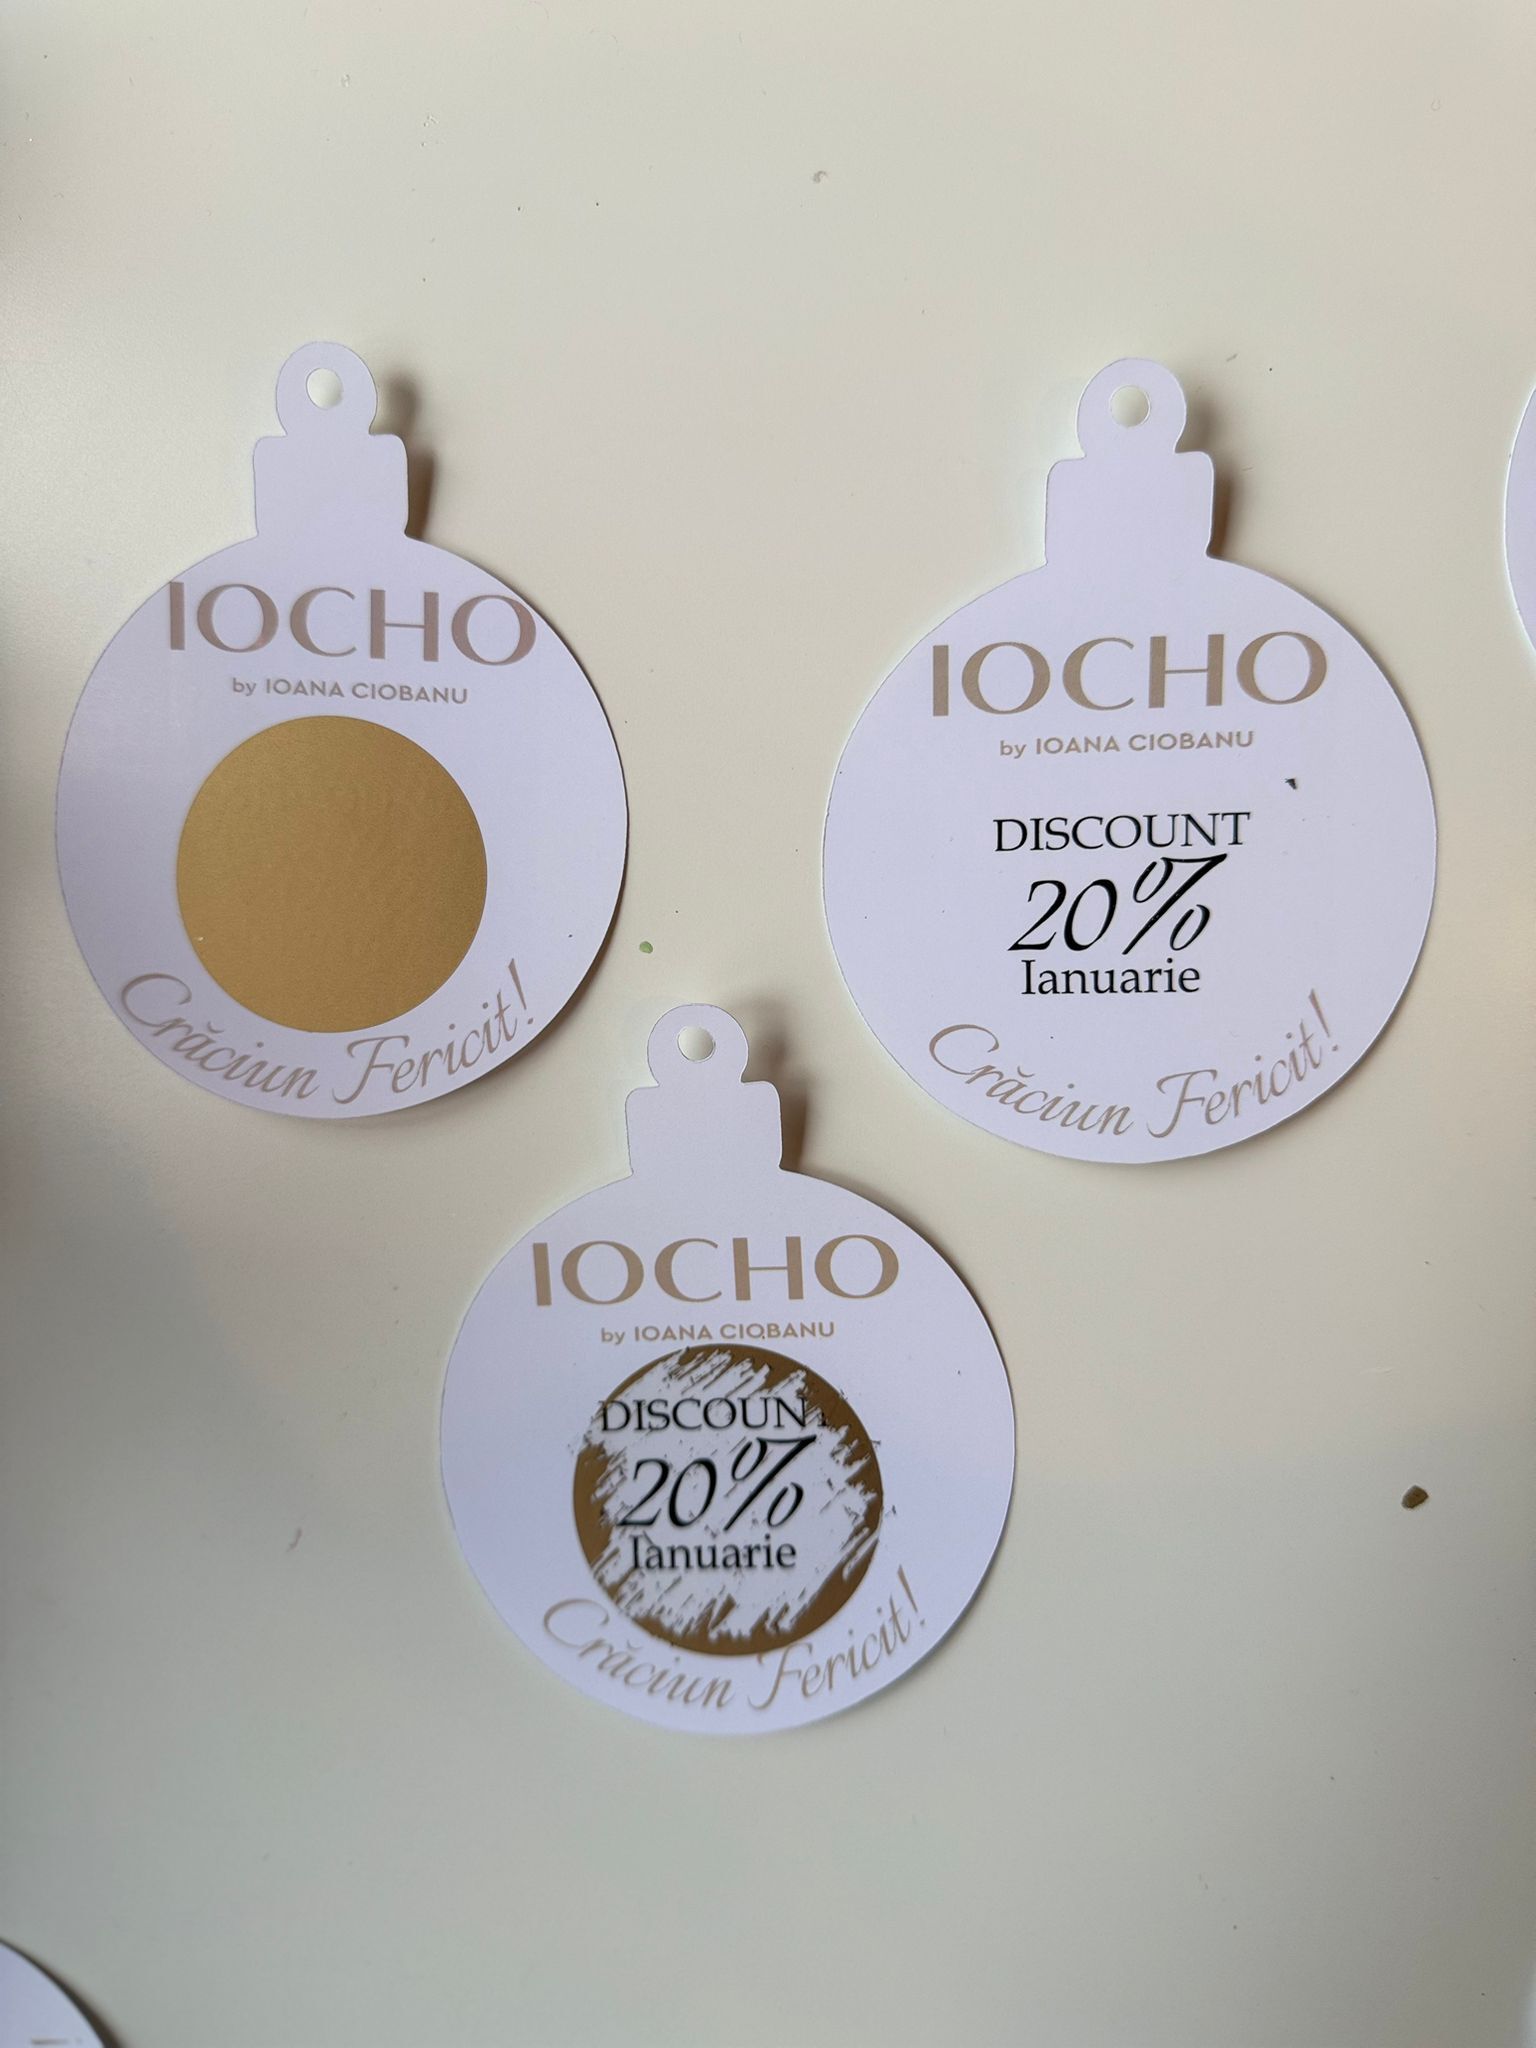 IOCHO
by IOANA CIOBANU
Crăciun Fericit!
IOCHO
by IOANA CIOBANU
DISCOUNT
20%
Ianuarie
Crăciun Fericit!
IOCHO
by IOANA CIOBANU
DISCOUN
20%
Ianuarie
Crăciun Fericit!